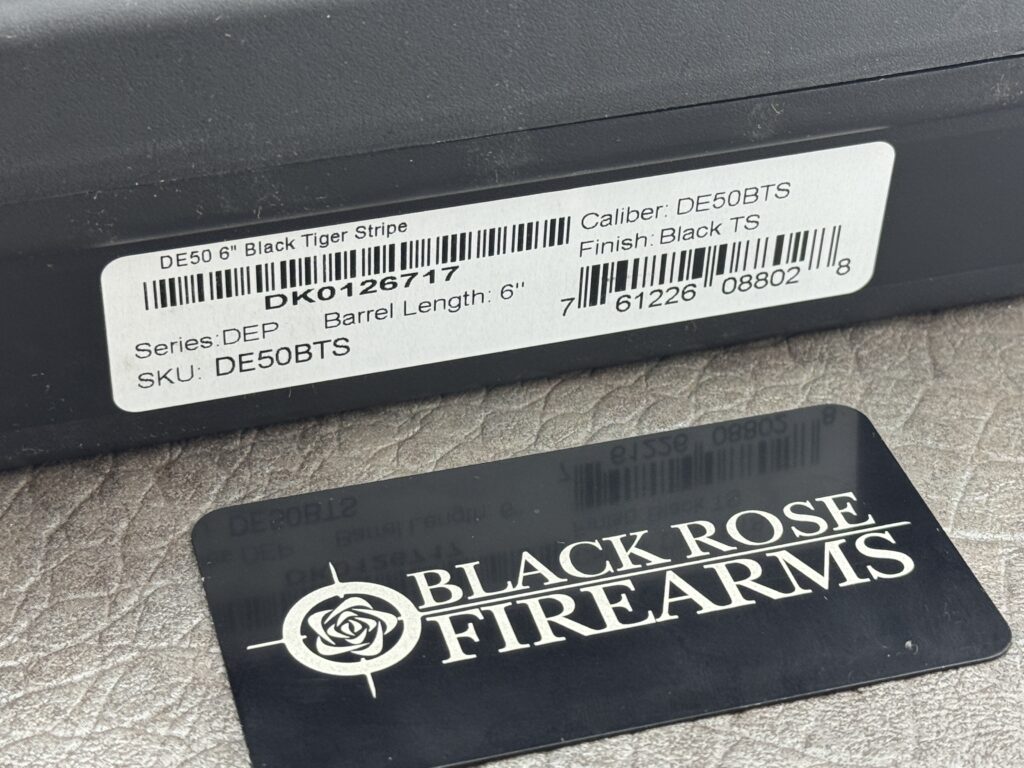 DE50 6" Black Tiger Stripe
DK0126717
Series:DEP Barrel Length: 6"
SKU: DE50BTS
Caliber: DE50BTS
Finish: Black TS
7 61226 08802 8
BLACK ROSE
FIREARMS